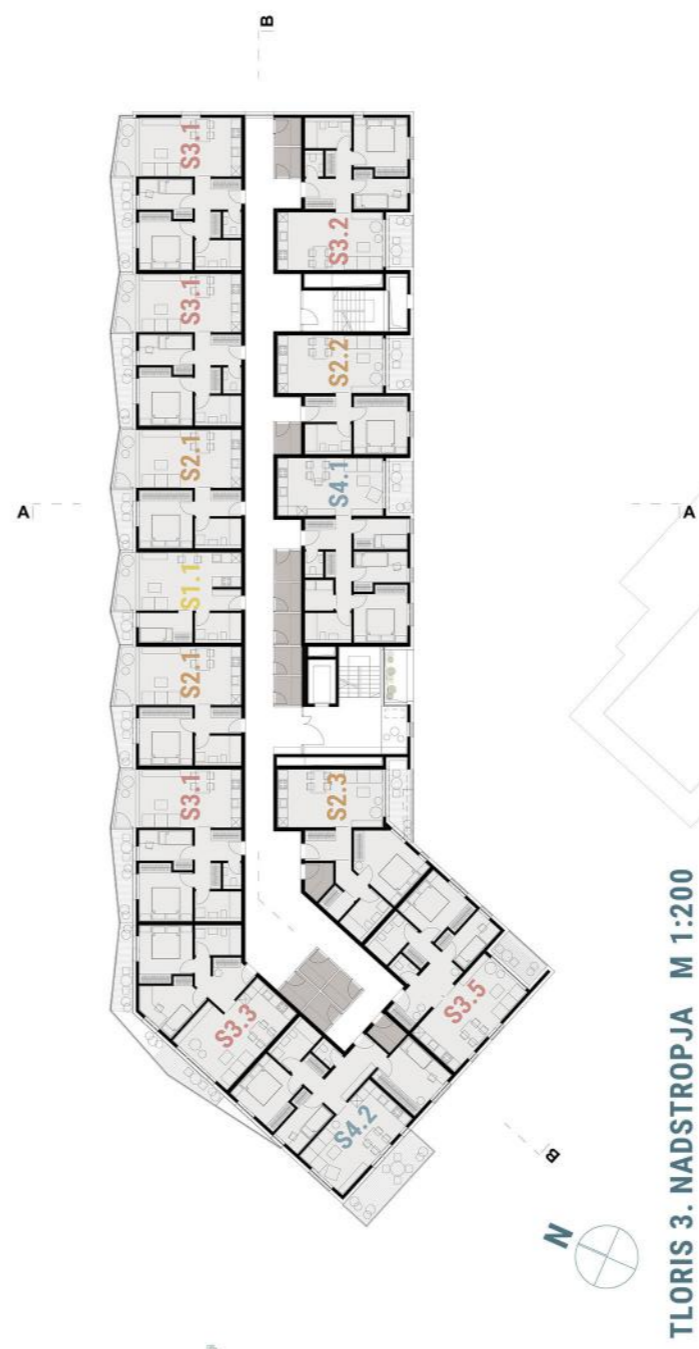 B
S3.1
S3.2
S3.1
S2.2
S2.1
S4.1
A
A
S1.1
S2.1
S3.1
S2.3
S3.3
S3.5
S4.2
B
N
TLORIS 3. NADSTROPJA M 1:200